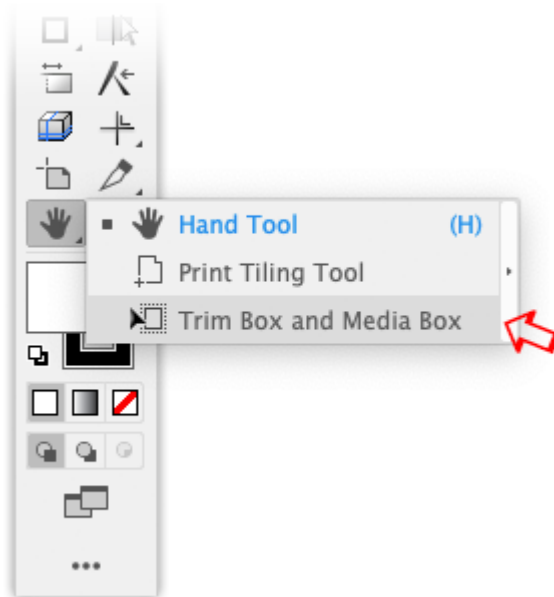 Hand Tool (H)
Print Tiling Tool
Trim Box and Media Box